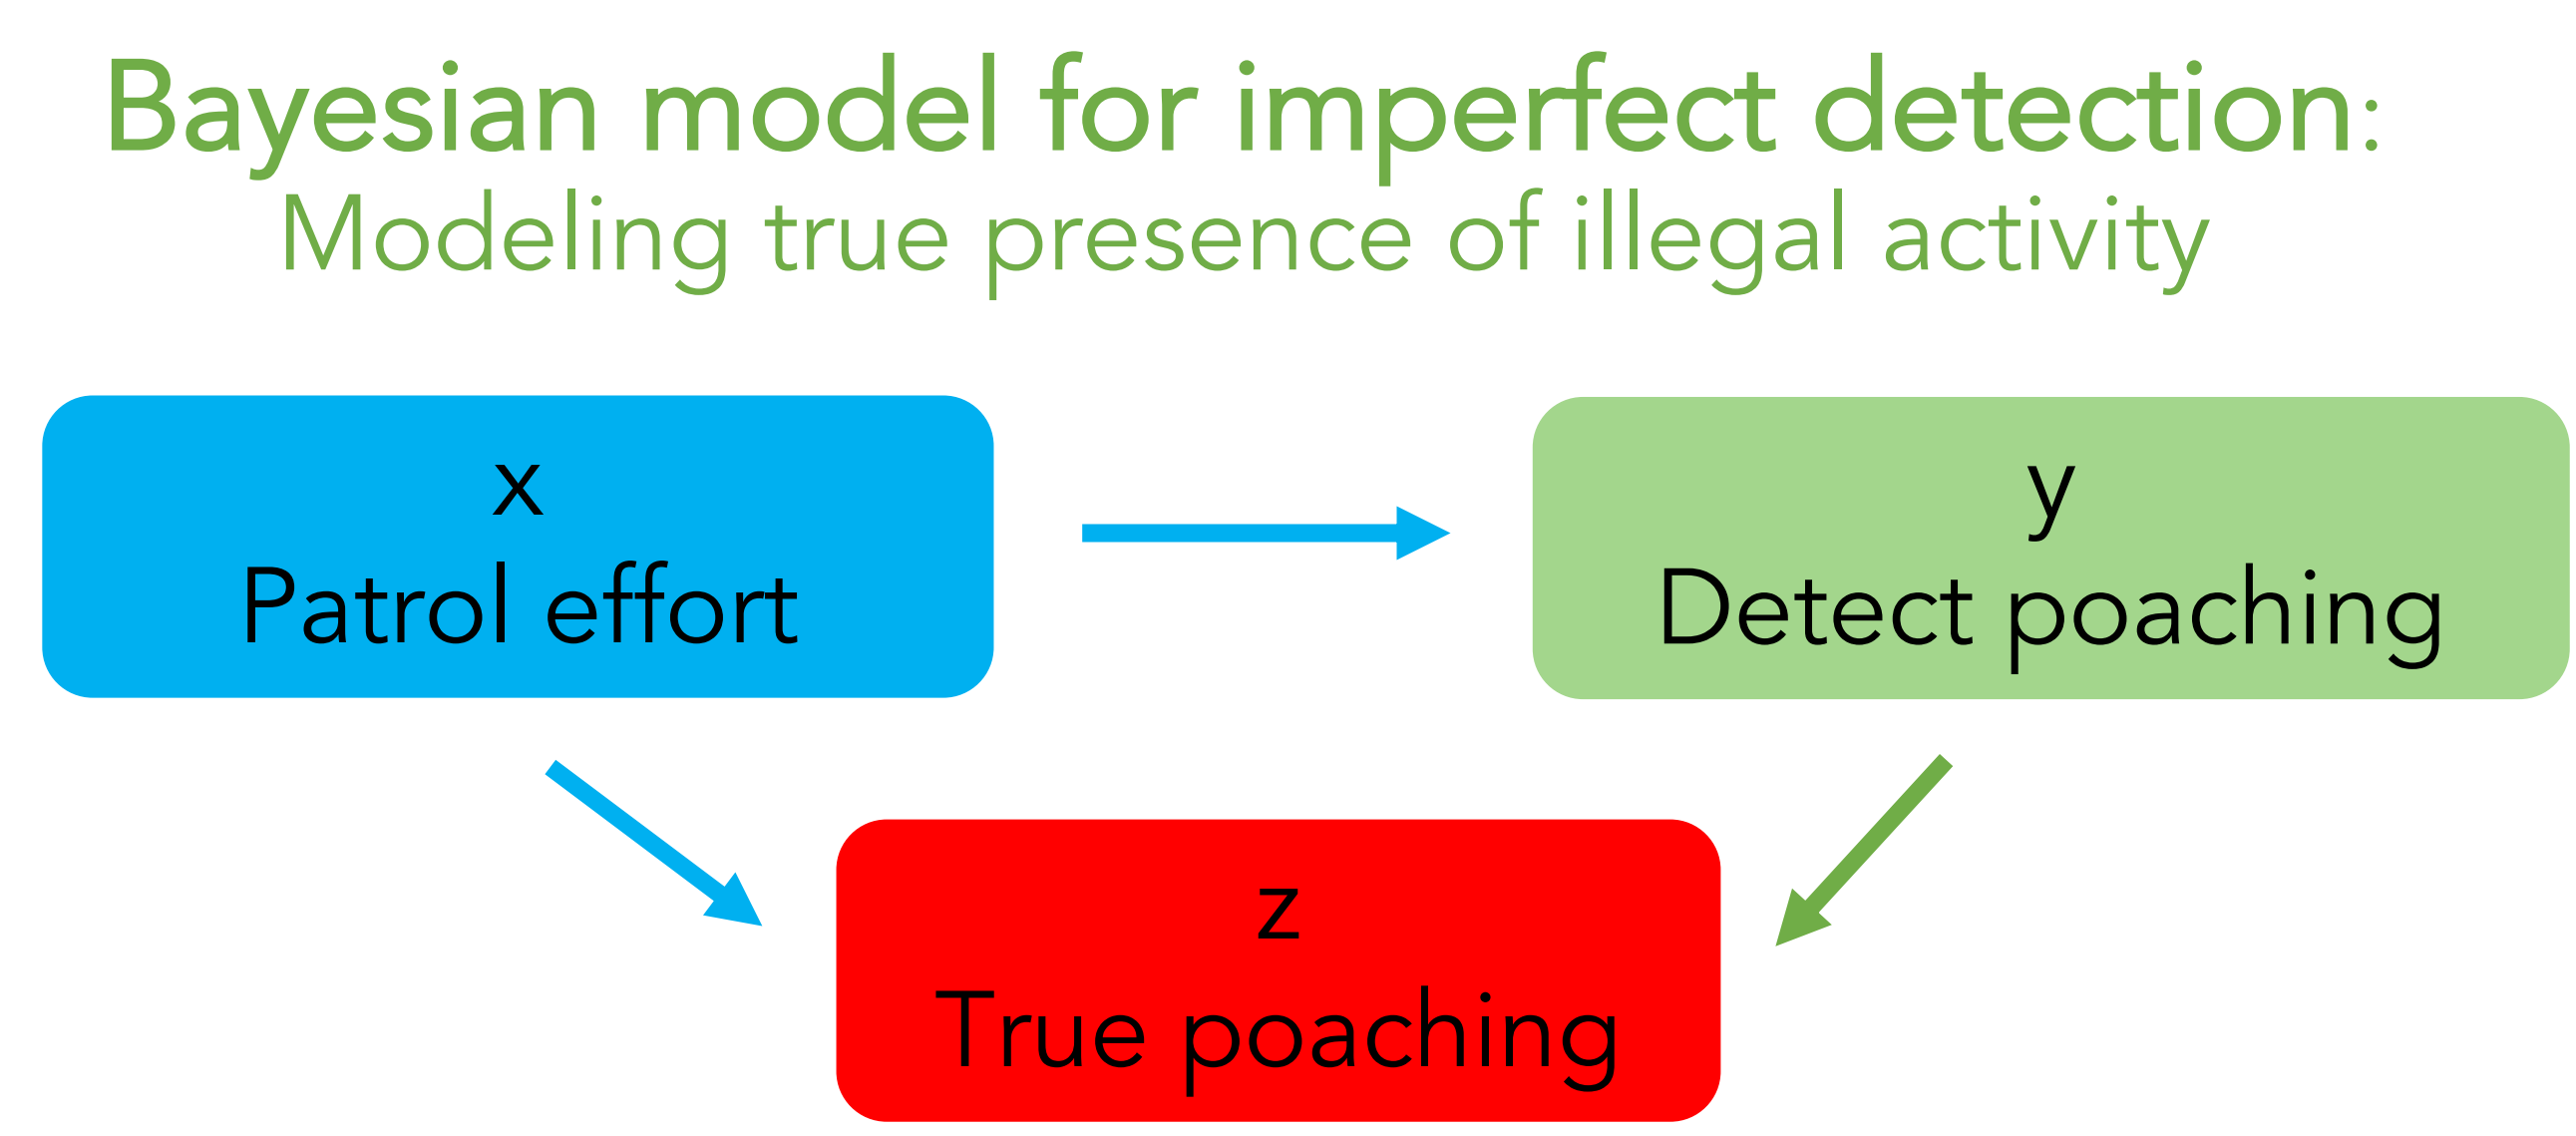 Bayesian model for imperfect detection:
Modeling true presence of illegal activity
x
Patrol effort
y
Detect poaching
z
True poaching